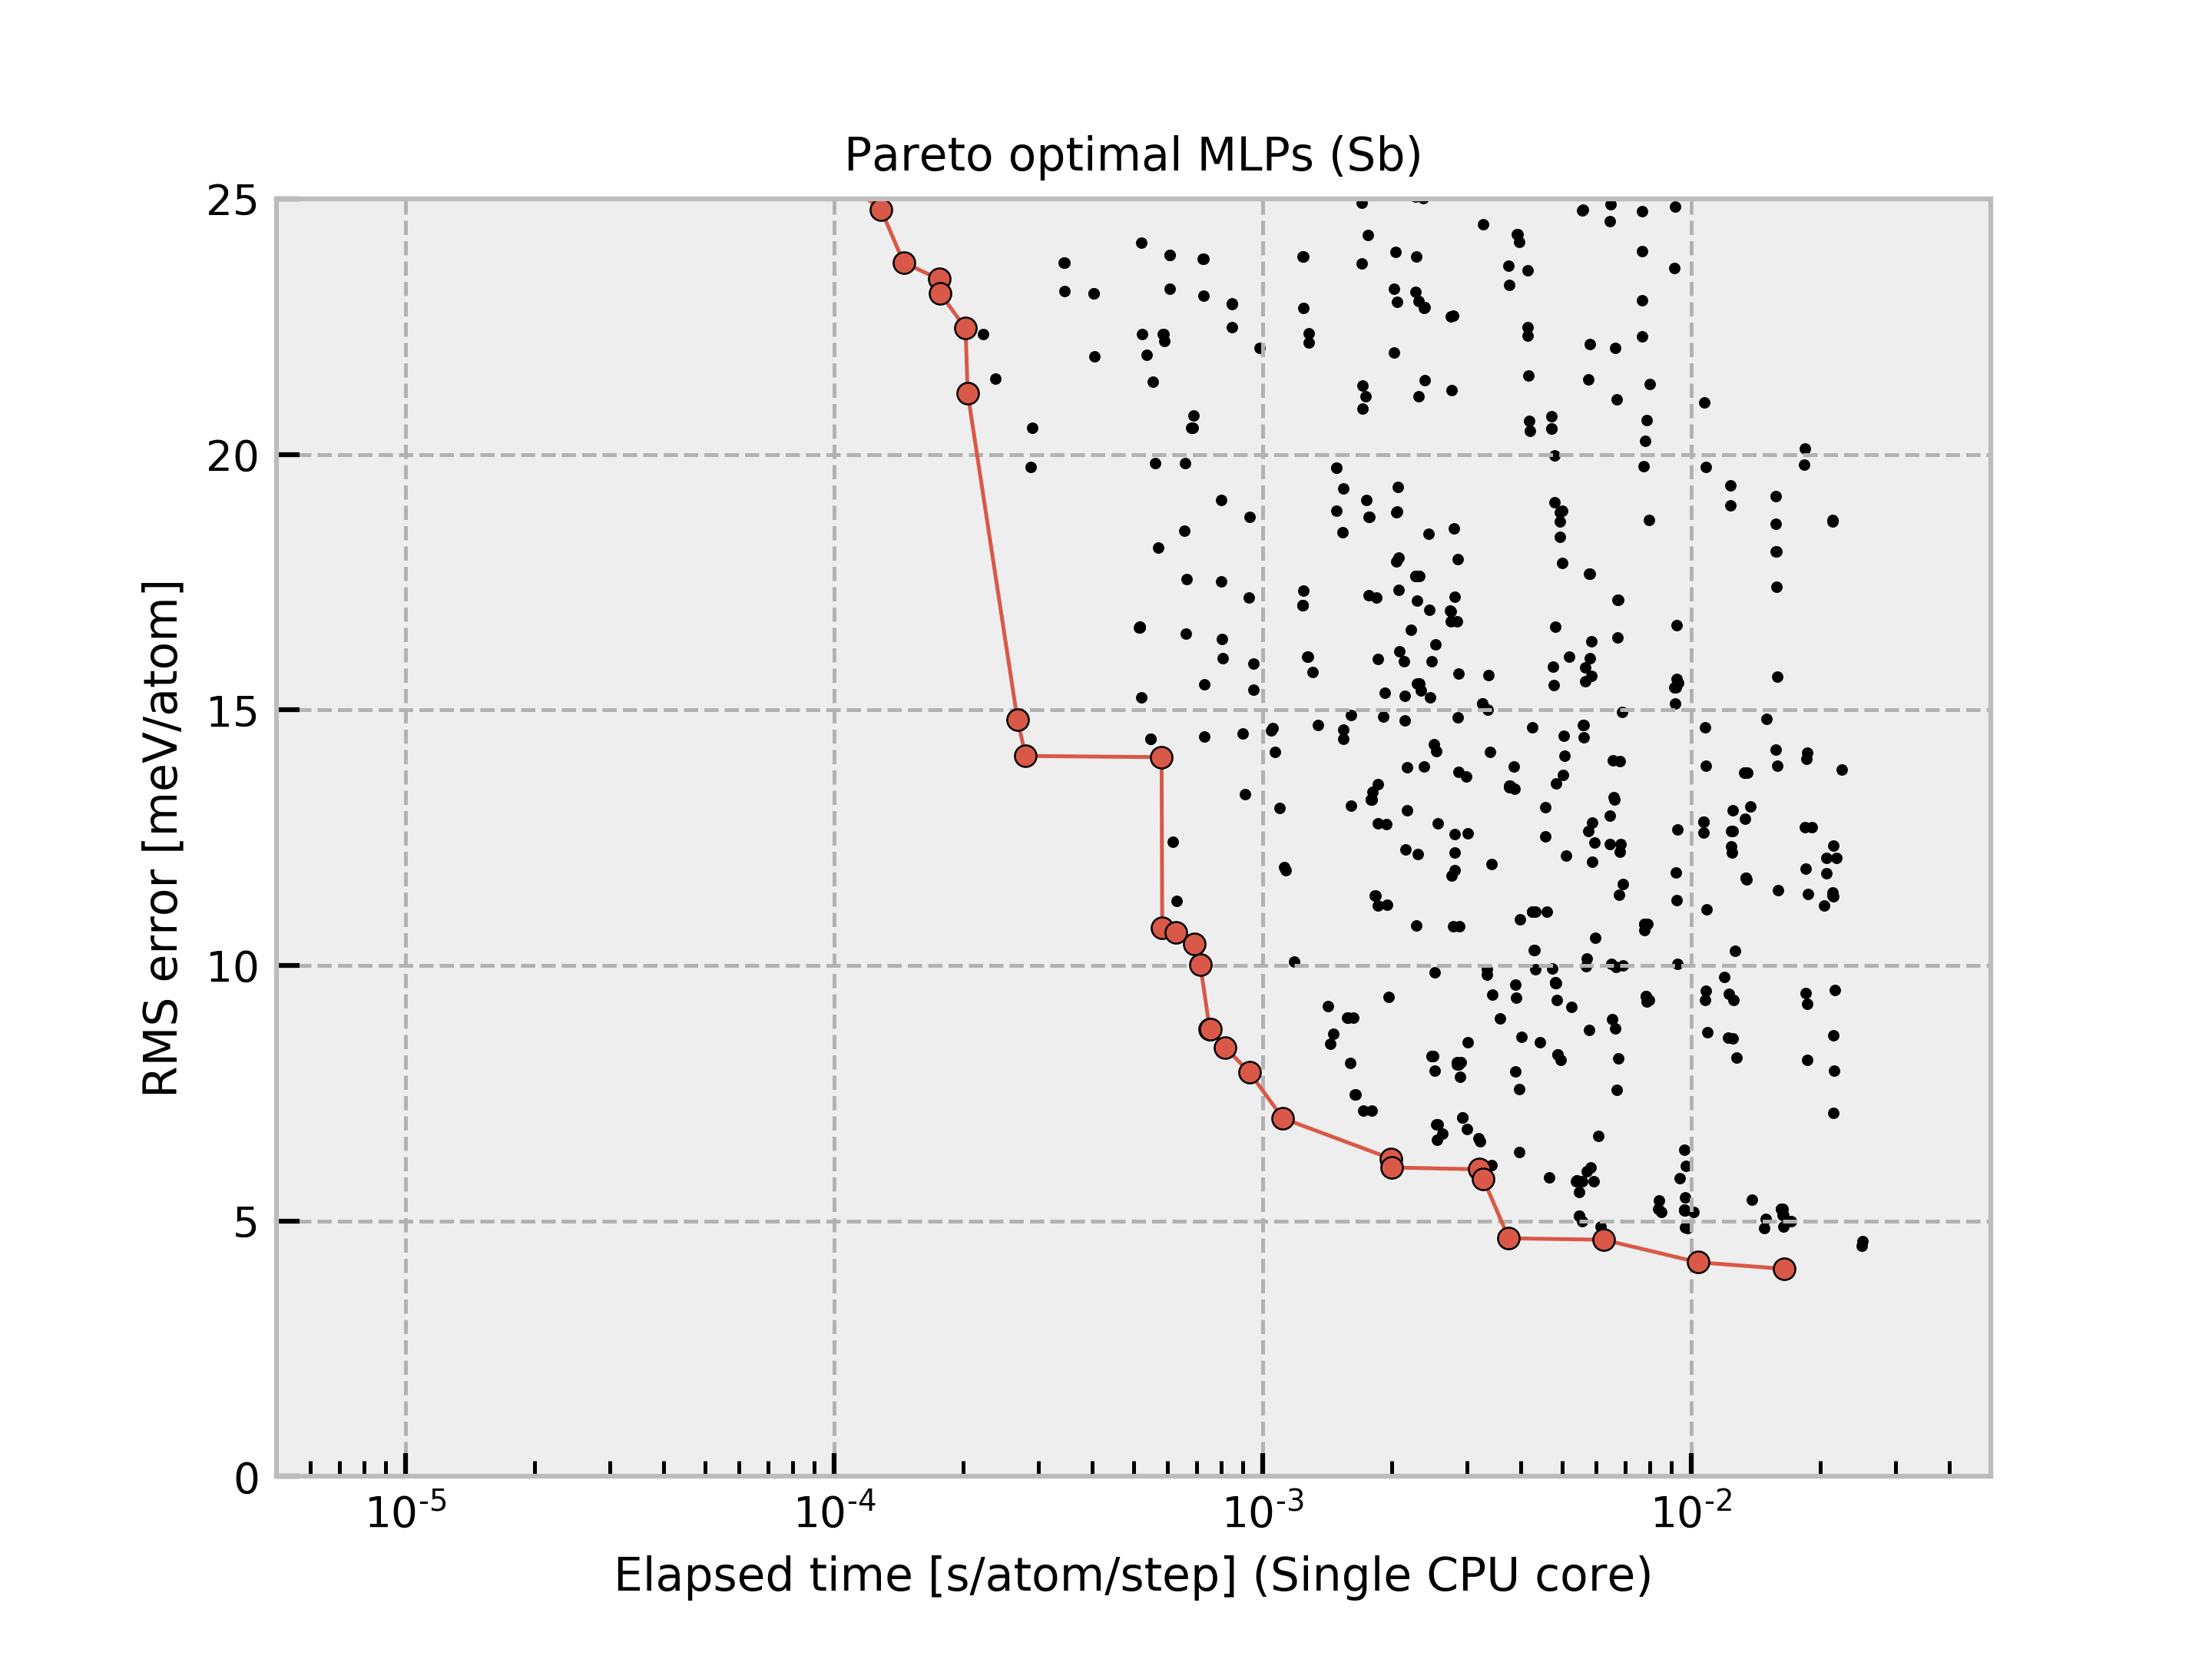 Pareto optimal MLPs (Sb)
25
20
15
10
5
0
RMS error [meV/atom]
10-5 10-4 10-3 10-2
Elapsed time [s/atom/step] (Single CPU core)